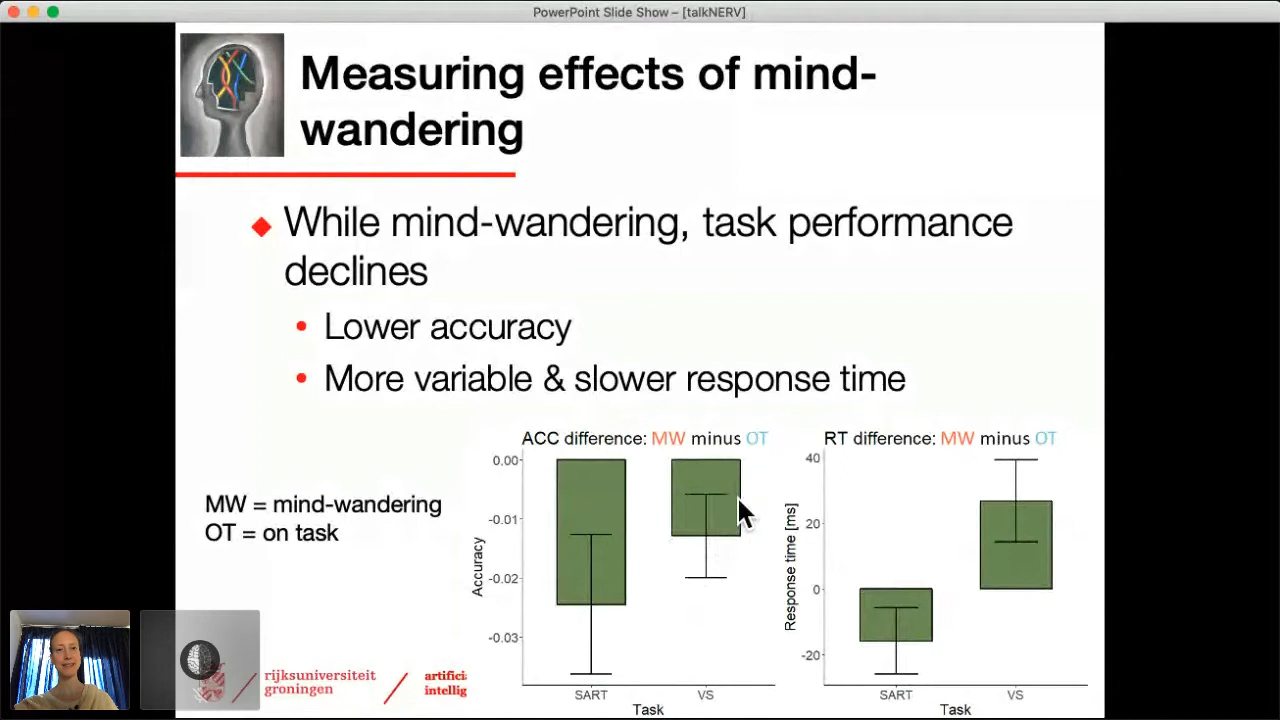 PowerPoint Slide Show – [talkNERV]
Measuring effects of mind-
wandering
While mind-wandering, task performance
declines
Lower accuracy
More variable & slower response time
MW = mind-wandering
OT = on task
ACC difference: MW minus OT
0.00
-0.01
-0.02
-0.03
Accuracy
SART
VS
Task
RT difference: MW minus OT
40
20
0
-20
Response time [ms]
SART
VS
Task
rijksuniversiteit
groningen
artifici
intellig